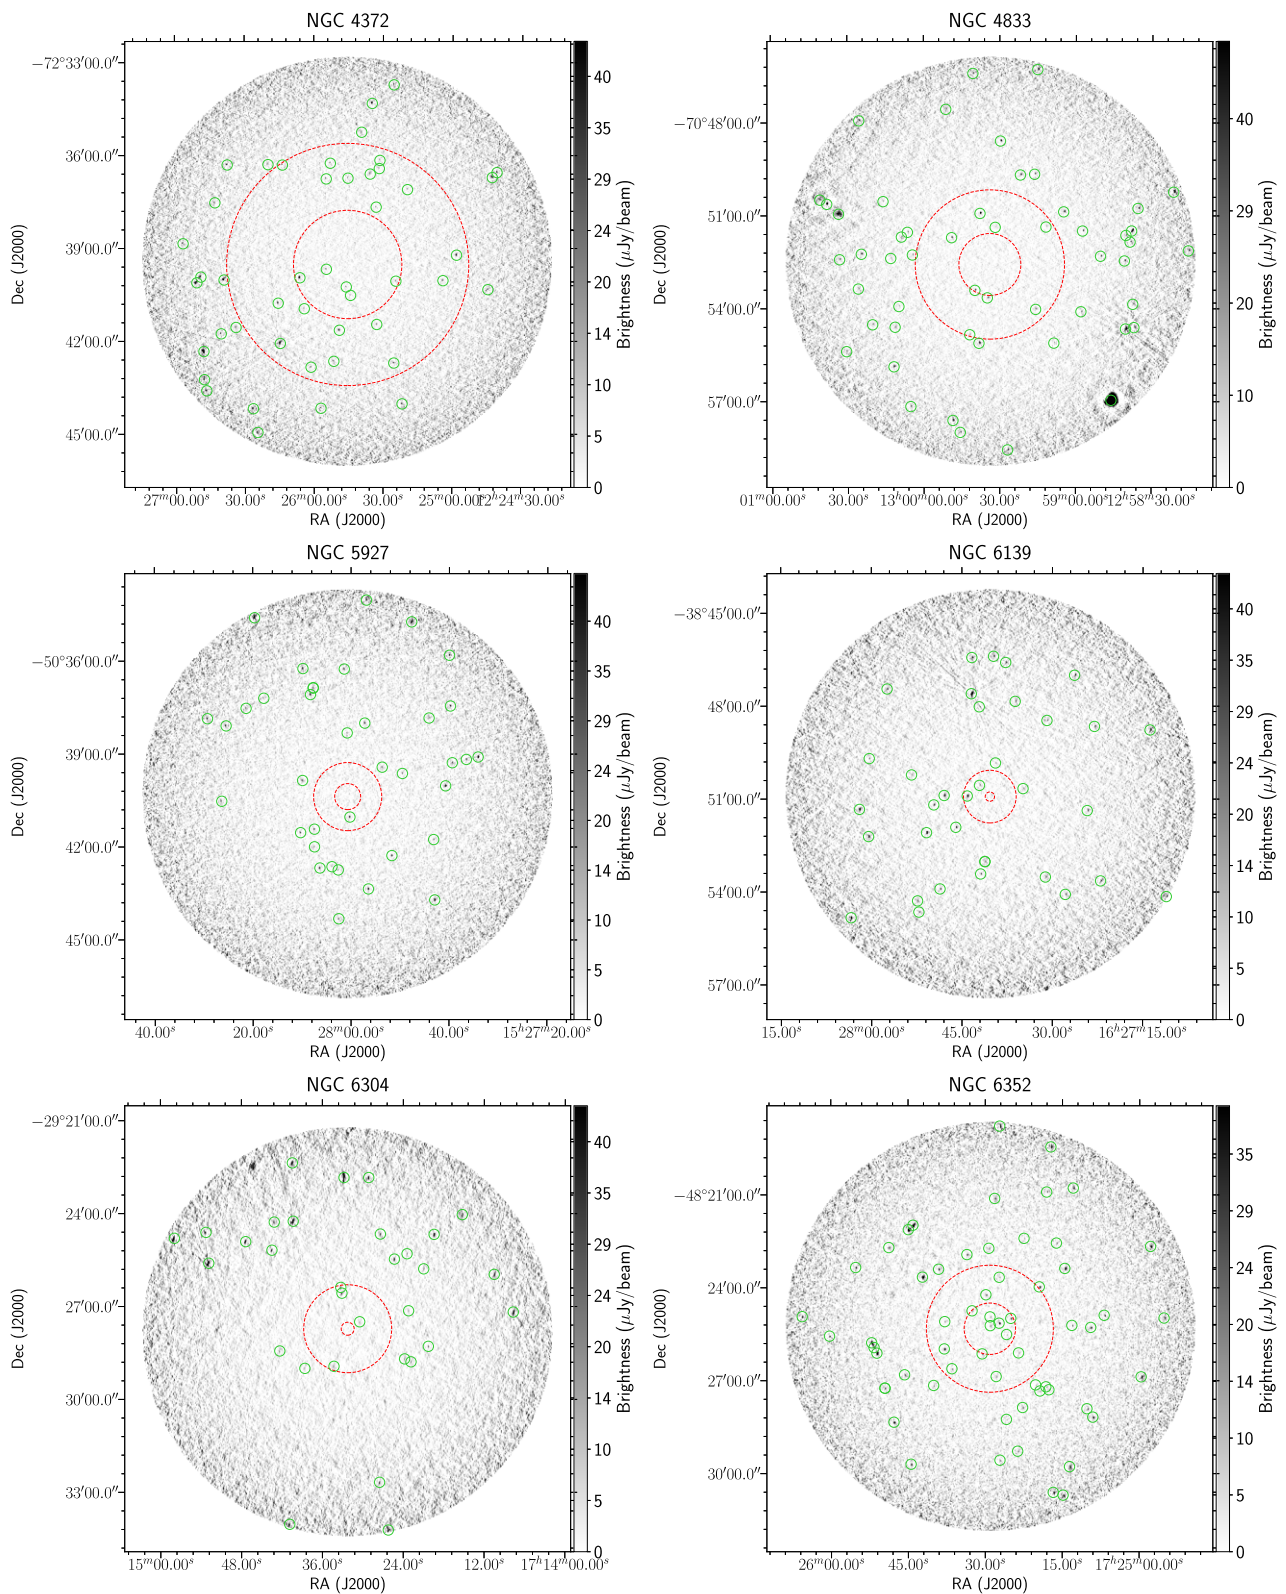 NGC 4372
Dec (J2000)
−72°33′00.0″
36′00.0″
39′00.0″
42′00.0″
45′00.0″
27ᵐ00.00ˢ 30.00ˢ 26ᵐ00.00ˢ 30.00ˢ 25ᵐ00.00ˢ 12ʰ24ᵐ30.00ˢ
RA (J2000)
40
35
29
24
20
14
10
5
0
Brightness (μJy/beam)
NGC 4833
Dec (J2000)
−70°48′00.0″
51′00.0″
54′00.0″
57′00.0″
01ᵐ00.00ˢ 30.00ˢ 13ʰ00ᵐ00.00ˢ 30.00ˢ 59ᵐ00.00ˢ 12ʰ58ᵐ30.00ˢ
RA (J2000)
40
29
20
10
0
Brightness (μJy/beam)
NGC 5927
Dec (J2000)
−50°36′00.0″
39′00.0″
42′00.0″
45′00.0″
40.00ˢ 20.00ˢ 28ᵐ00.00ˢ 40.00ˢ 15ʰ27ᵐ20.00ˢ
RA (J2000)
40
35
29
24
20
14
10
5
0
Brightness (μJy/beam)
NGC 6139
Dec (J2000)
−38°45′00.0″
48′00.0″
51′00.0″
54′00.0″
57′00.0″
15.00ˢ 28ᵐ00.00ˢ 45.00ˢ 30.00ˢ 16ʰ27ᵐ15.00ˢ
RA (J2000)
40
35
29
24
20
14
10
5
0
Brightness (μJy/beam)
NGC 6304
Dec (J2000)
−29°21′00.0″
24′00.0″
27′00.0″
30′00.0″
33′00.0″
15ᵐ00.00ˢ 48.00ˢ 36.00ˢ 24.00ˢ 12.00ˢ 17ʰ14ᵐ00.00ˢ
RA (J2000)
40
35
29
24
20
14
10
5
0
Brightness (μJy/beam)
NGC 6352
Dec (J2000)
−48°21′00.0″
24′00.0″
27′00.0″
30′00.0″
26ᵐ00.00ˢ 45.00ˢ 30.00ˢ 15.00ˢ 17ʰ25ᵐ00.00ˢ
RA (J2000)
35
29
24
20
14
10
5
0
Brightness (μJy/beam)